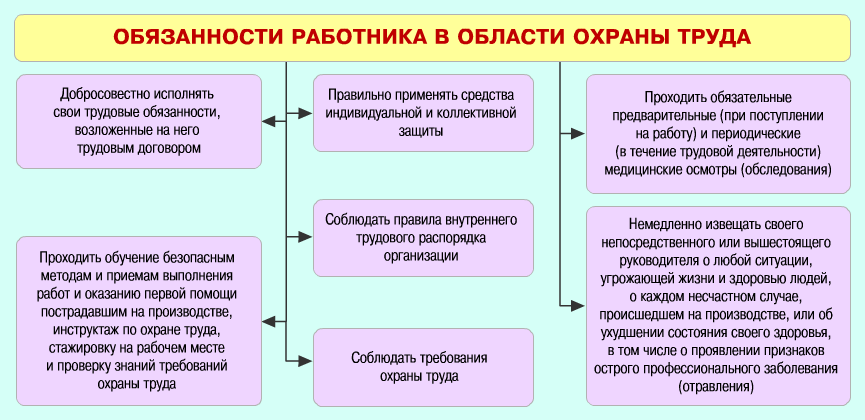 ОБЯЗАННОСТИ РАБОТНИКА В ОБЛАСТИ ОХРАНЫ ТРУДА
Добросовестно исполнять
свои трудовые обязанности,
возложенные на него
трудовым договором
Проходить обучение безопасным
методам и приемам выполнения
работ и оказанию первой помощи
пострадавшим на производстве,
инструктаж по охране труда,
стажировку на рабочем месте
и проверку знаний требований
охраны труда
Правильно применять средства
индивидуальной и коллективной
защиты
Соблюдать правила внутреннего
трудового распорядка
организации
Соблюдать требования
охраны труда
Проходить обязательные
предварительные (при поступлении
на работу) и периодические
(в течение трудовой деятельности)
медицинские осмотры (обследования)
Немедленно извещать своего
непосредственного или вышестоящего
руководителя о любой ситуации,
угрожающей жизни и здоровью людей,
о каждом несчастном случае,
происшедшем на производстве, или об
ухудшении состояния своего здоровья,
в том числе о проявлении признаков
острого профессионального заболевания
(отравления)